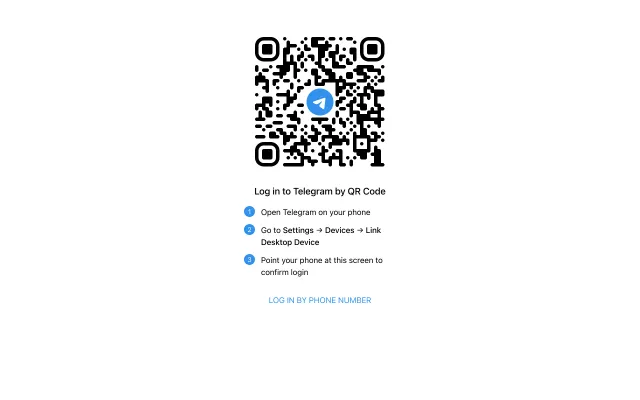 Log in to Telegram by QR Code
1 Open Telegram on your phone
2 Go to Settings → Devices → Link
Desktop Device
3 Point your phone at this screen to
confirm login
LOG IN BY PHONE NUMBER